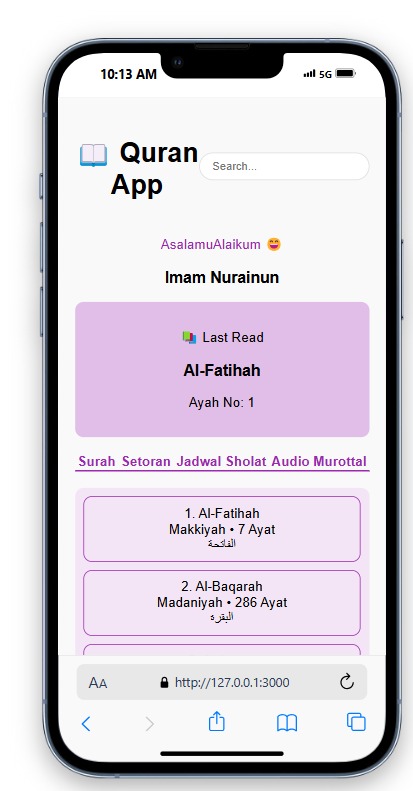 10:13 AM
5G
Quran
App
Search...
AsalamuAlaikum
Imam Nurainun
Last Read
Al-Fatihah
Ayah No: 1
Surah Setoran Jadwal Sholat Audio Murottal
1. Al-Fatihah
Makkiyah • 7 Ayat
الفاتحة
2. Al-Baqarah
Madaniyah • 286 Ayat
البقرة
AA
http://127.0.0.1:3000